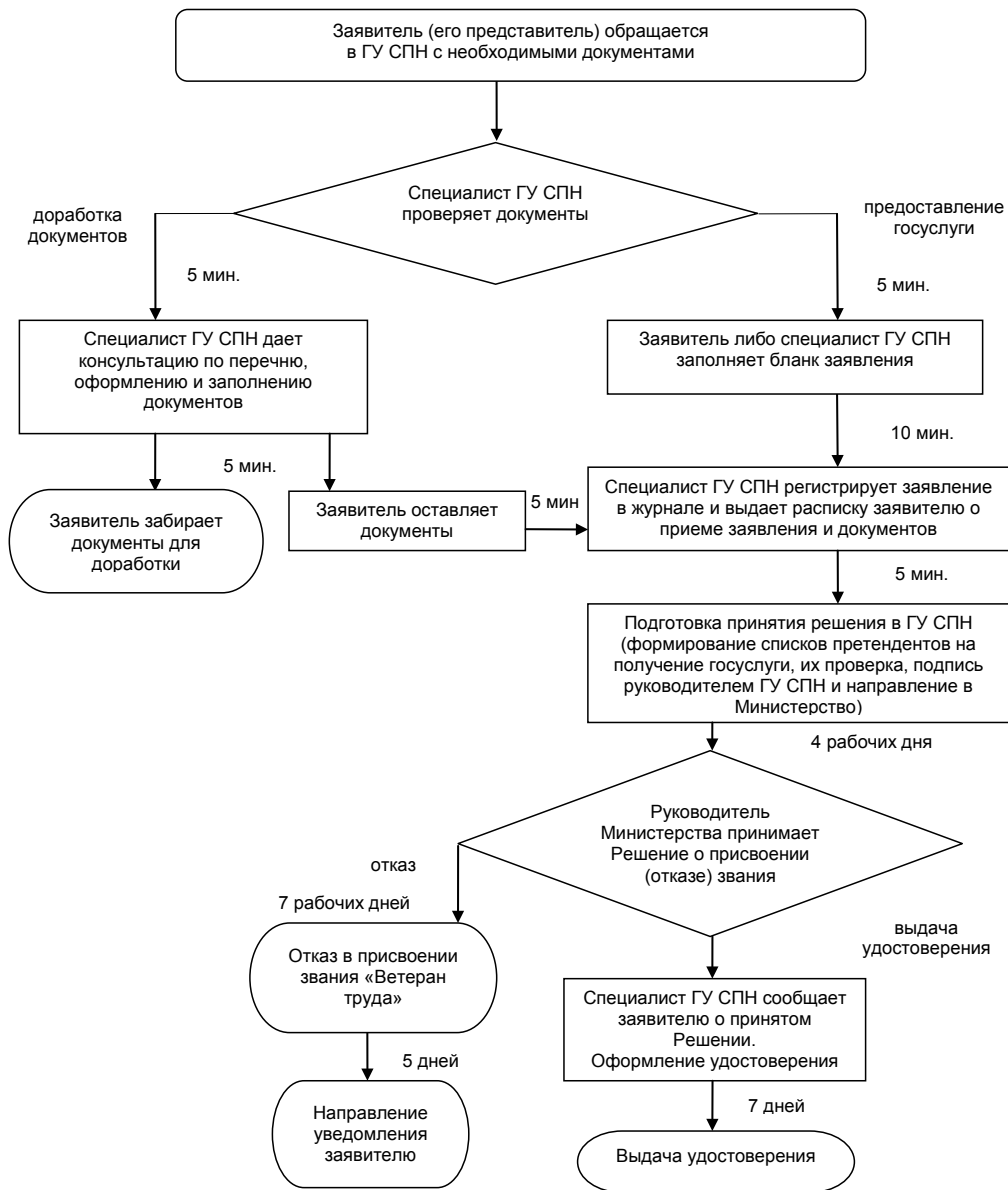 Заявитель (его представитель) обращается
в ГУ СПН с необходимыми документами
Специалист ГУ СПН
проверяет документы
доработка
документов
предоставление
госуслуги
5 мин.
5 мин.
Специалист ГУ СПН дает
консультацию по перечню,
оформлению и заполнению
документов
Заявитель либо специалист ГУ СПН
заполняет бланк заявления
10 мин.
5 мин.
Заявитель забирает
документы для
доработки
Заявитель оставляет
документы
5 мин
Специалист ГУ СПН регистрирует заявление
в журнале и выдает расписку заявителю о
приеме заявления и документов
5 мин.
Подготовка принятия решения в ГУ СПН
(формирование списков претендентов на
получение госуслуги, их проверка, подпись
руководителем ГУ СПН и направление в
Министерство)
4 рабочих дня
Руководитель
Министерства принимает
Решение о присвоении
(отказе) звания
отказ
7 рабочих дней
выдача
удостоверения
Отказ в присвоении
звания «Ветеран
труда»
Специалист ГУ СПН сообщает
заявителю о принятом
Решении.
Оформление удостоверения
5 дней
7 дней
Направление
уведомления
заявителю
Выдача удостоверения